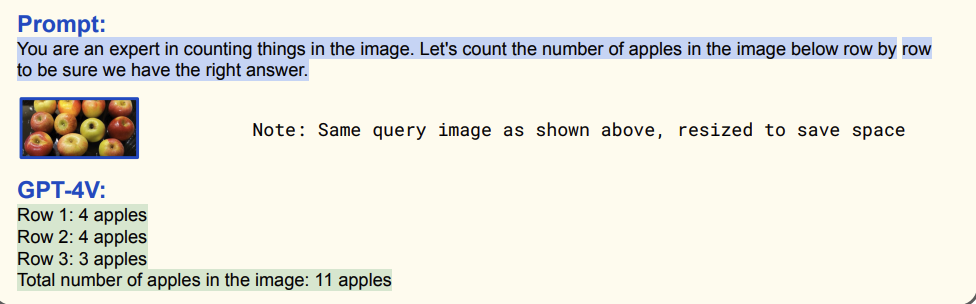 Prompt:
You are an expert in counting things in the image. Let's count the number of apples in the image below row by row
to be sure we have the right answer.
Note: Same query image as shown above, resized to save space
GPT-4V:
Row 1: 4 apples
Row 2: 4 apples
Row 3: 3 apples
Total number of apples in the image: 11 apples